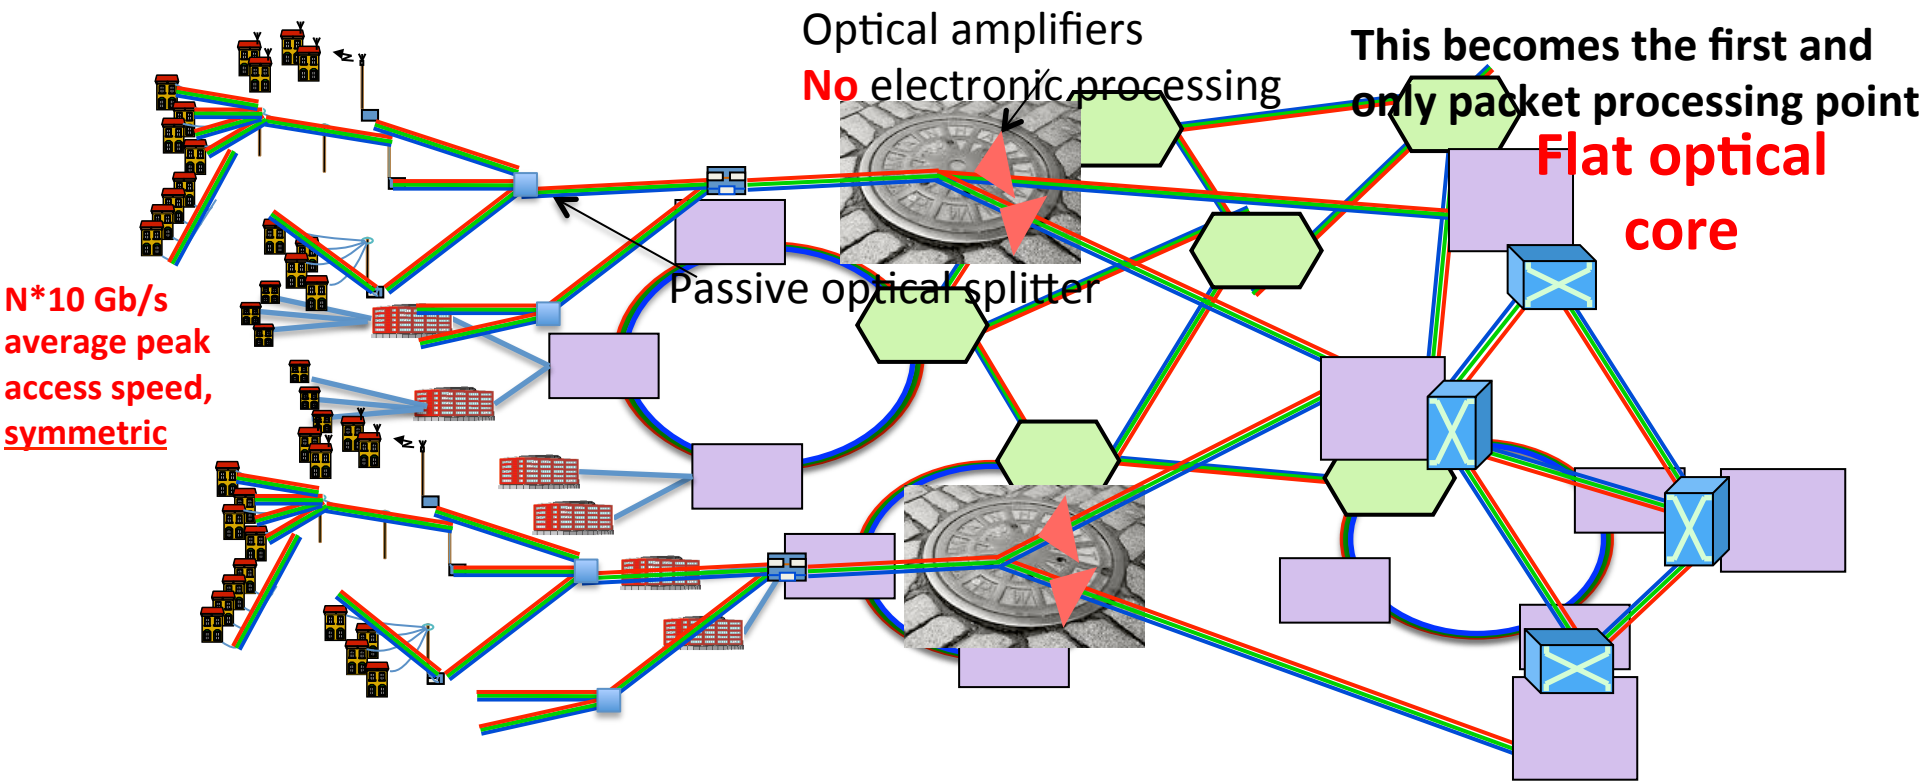 Optical amplifiers
No electronic processing
This becomes the first and
only packet processing point
Flat optical
core
Passive optical splitter
N*10 Gb/s
average peak
access speed,
symmetric